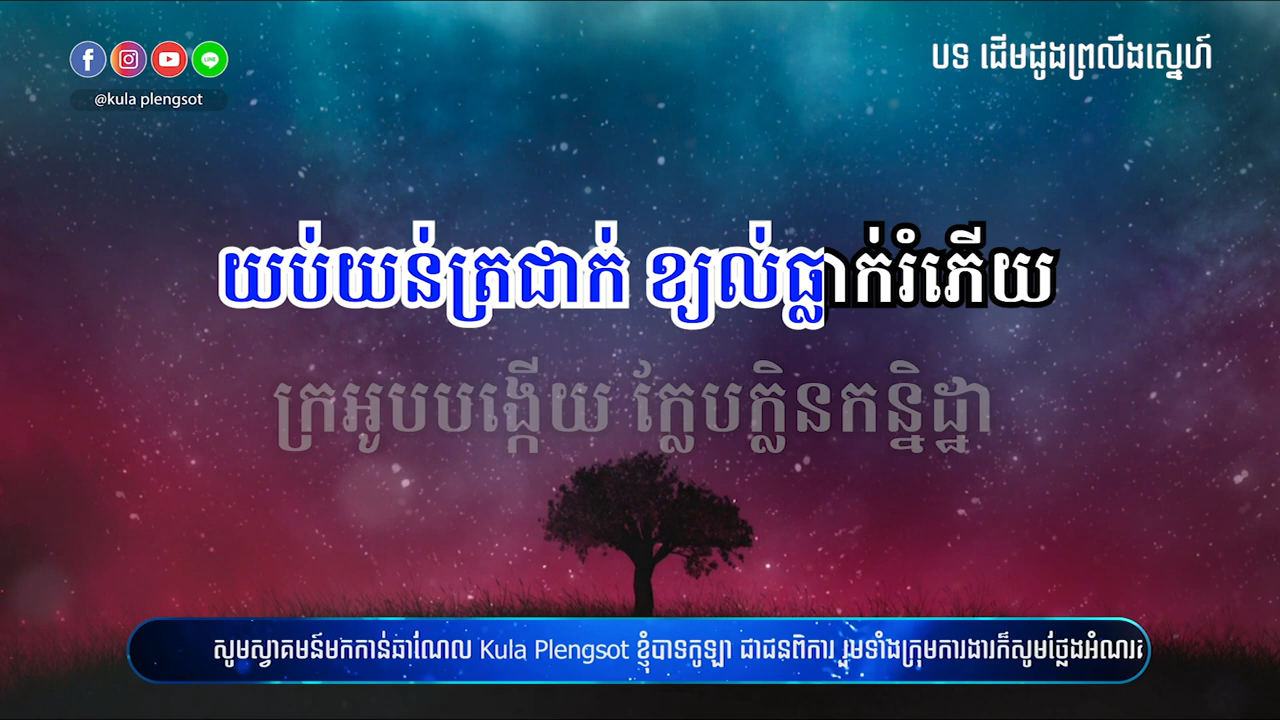 @kula plengsot
បទ ដើមដូងព្រលឹងស្នេហ៍
យប់យន់ត្រជាក់ ខ្យល់ធ្លាក់រំភើយ
ក្រអូបបង្កើយ ក្លែបក្លិនកន្និដ្ឋា
សូមស្វាគមន៍មកកាន់ឆាណែល Kula Plengsot ខ្ញុំបាទកូឡា ជាជនពិការ រួមទាំងក្រុមការងារក៏សូមថ្លែងអំណរ